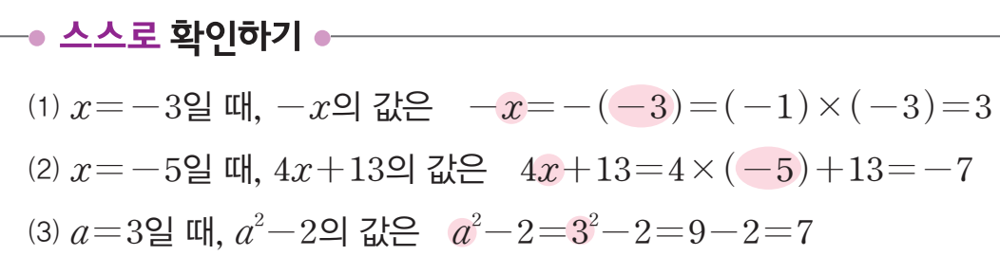 스스로 확인하기
(1) x=−3일 때, −x의 값은 −x=−(−3)=(−1)×(−3)=3
(2) x=−5일 때, 4x+13의 값은 4x+13=4×(−5)+13=−7
(3) a=3일 때, a²−2의 값은 a²−2=3²−2=9−2=7